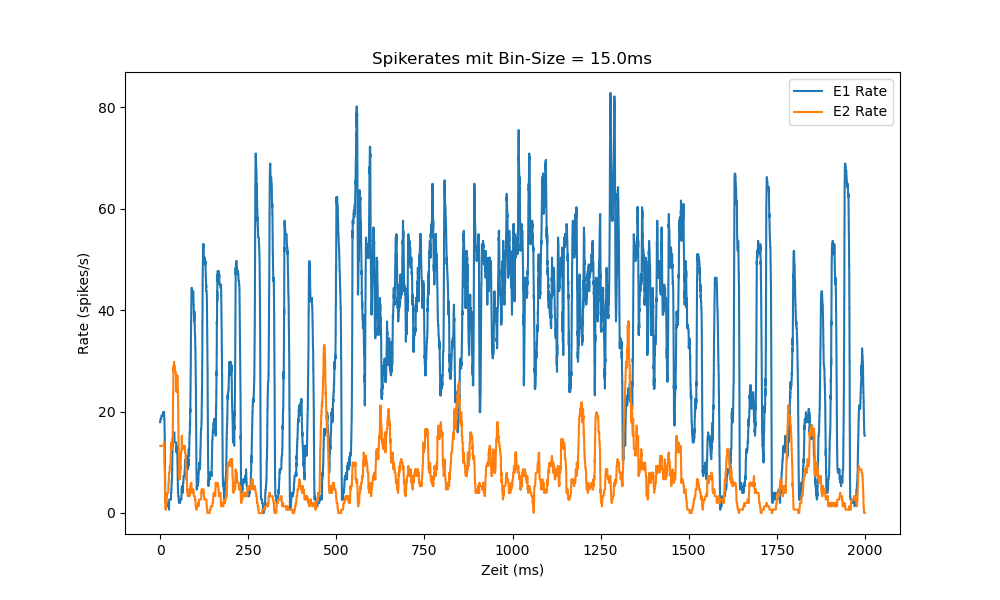 Spikerates mit Bin-Size = 15.0ms
E1 Rate
E2 Rate
Rate (spikes/s)
80
60
40
20
0
0 250 500 750 1000 1250 1500 1750 2000
Zeit (ms)